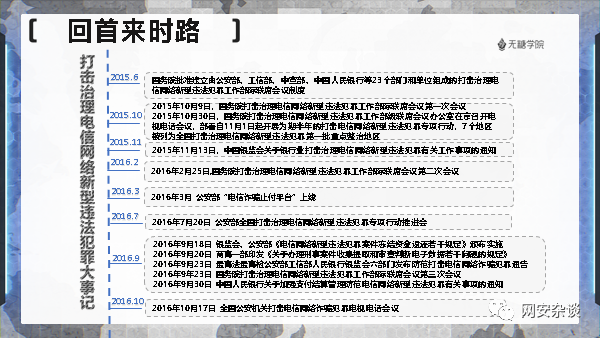 [ 回首来时路 ]
无糖学院
打击治理电信网络新型违法犯罪大事记
2015.6
国务院批准建立由公安部、工信部、中宣部、中国人民银行等23个部门和单位组成的打击治理电
信网络新型违法犯罪工作部际联席会议制度
2015.10
2015年10月9日，国务院打击治理电信网络新型违法犯罪工作部际联席会议第一次会议
2015年10月30日，国务院打击治理电信网络新型违法犯罪工作部际联席会议办公室在京召开电
视电话会议，部署自11月1日起开展为期半年的打击电信网络新型违法犯罪专项行动，7个地区
被列为全国打击治理电信网络新型违法犯罪第一批重点整治地区
2015.11
2015年11月13日，中国银监会关于银行业打击治理电信网络新型违法犯罪有关工作事项的通知
2016.2
2016年2月25日,国务院打击治理电信网络新型违法犯罪工作部际联席会议第二次会议
2016.3
2016年3月 公安部“电信诈骗止付平台”上线
2016.7
2016年7月20日 公安部全国打击治理电信网络新型违法犯罪专项行动推进会
2016.9
2016年9月18日 银监会、公安部《电信网络新型违法犯罪案件冻结资金返还若干规定》颁布实施
2016年9月20日 两高一部印发《关于办理刑事案件收集提取和审查判断电子数据若干问题的规定》
2016年9月23日 最高法最高检公安部工信部人民银行银监会六部门发布防范打击电信网络诈骗犯罪通告
2016年9月23日 国务院打击治理电信网络新型违法犯罪工作部际联席会议第三次会议
2016年9月30日 中国人民银行关于加强支付结算管理防范电信网络新型违法犯罪有关事项的通知
2016.10
2016年10月17日 全国公安机关打击电信网络诈骗犯罪电视电话会议
网安杂谈